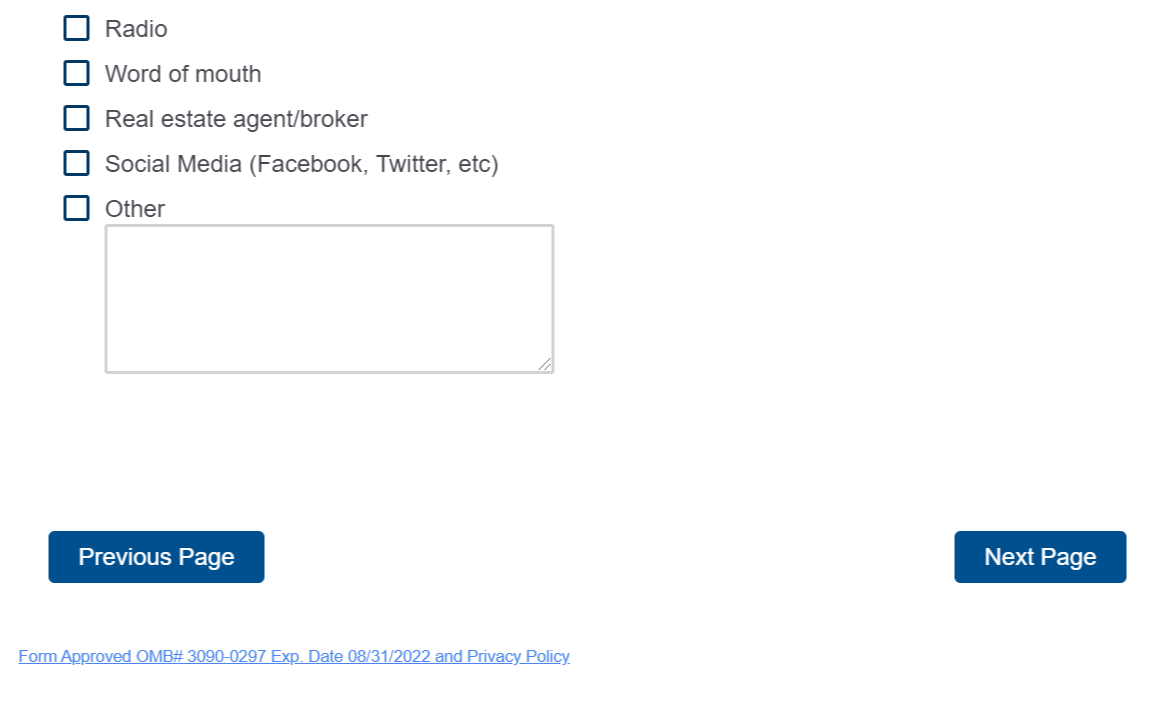 Radio
Word of mouth
Real estate agent/broker
Social Media (Facebook, Twitter, etc)
Other
Previous Page
Next Page
Form Approved OMB# 3090-0297 Exp. Date 08/31/2022 and Privacy Policy